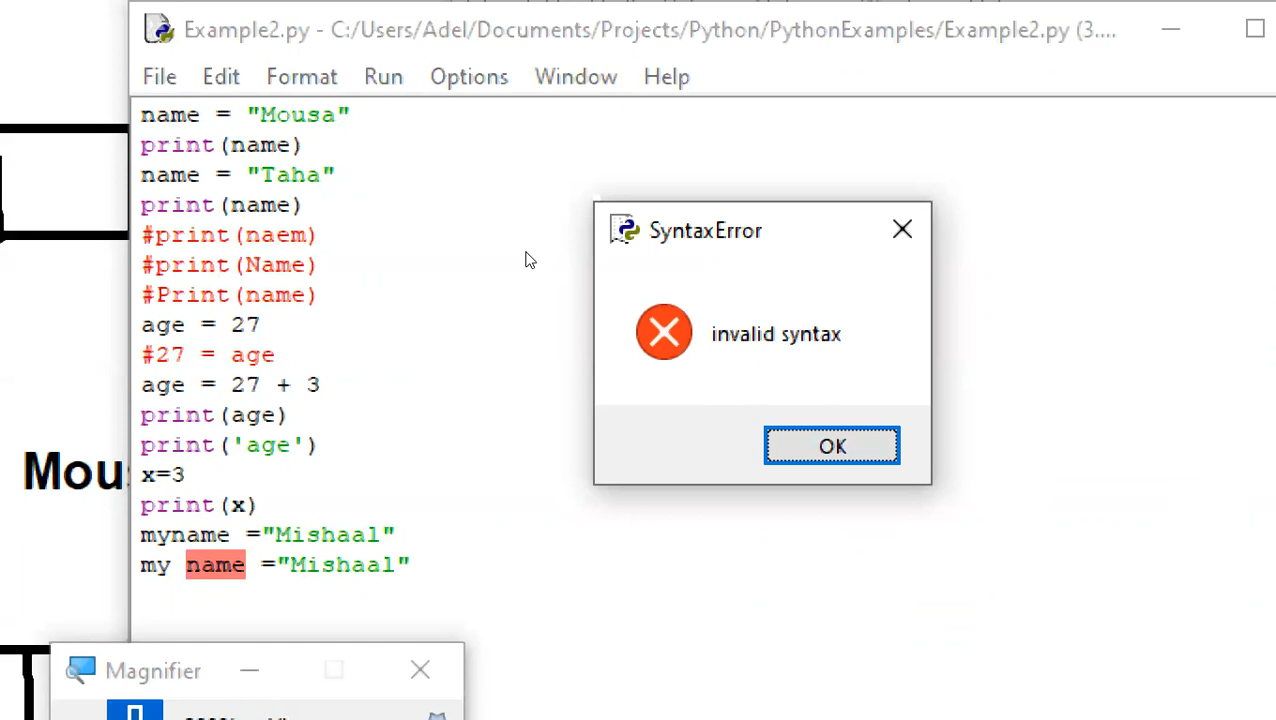 Example2.py - C:/Users/Adel/Documents/Projects/Python/PythonExamples/Example2.py (3....
File Edit Format Run Options Window Help
name = "Mousa"
print(name)
name = "Taha"
print(name)
#print(naem)
#print(Name)
#Print(name)
age = 27
#27 = age
age = 27 + 3
print(age)
print('age')
x=3
print(x)
myname ="Mishaal"
my name ="Mishaal"
SyntaxError
invalid syntax
OK
Mous
Magnifier